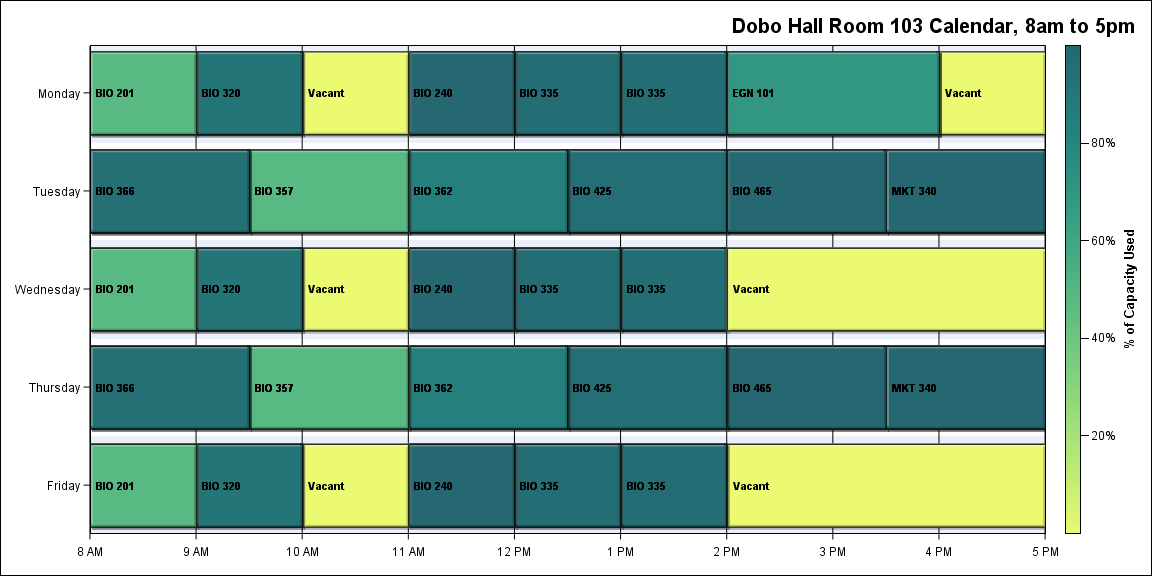 Dobo Hall Room 103 Calendar, 8am to 5pm
Monday
BIO 201
BIO 320
Vacant
BIO 240
BIO 335
BIO 335
EGN 101
Vacant
Tuesday
BIO 366
BIO 357
BIO 362
BIO 425
BIO 465
MKT 340
Wednesday
BIO 201
BIO 320
Vacant
BIO 240
BIO 335
BIO 335
Vacant
Thursday
BIO 366
BIO 357
BIO 362
BIO 425
BIO 465
MKT 340
Friday
BIO 201
BIO 320
Vacant
BIO 240
BIO 335
BIO 335
Vacant
8 AM
9 AM
10 AM
11 AM
12 PM
1 PM
2 PM
3 PM
4 PM
5 PM
80%
60%
40%
20%
% of Capacity Used